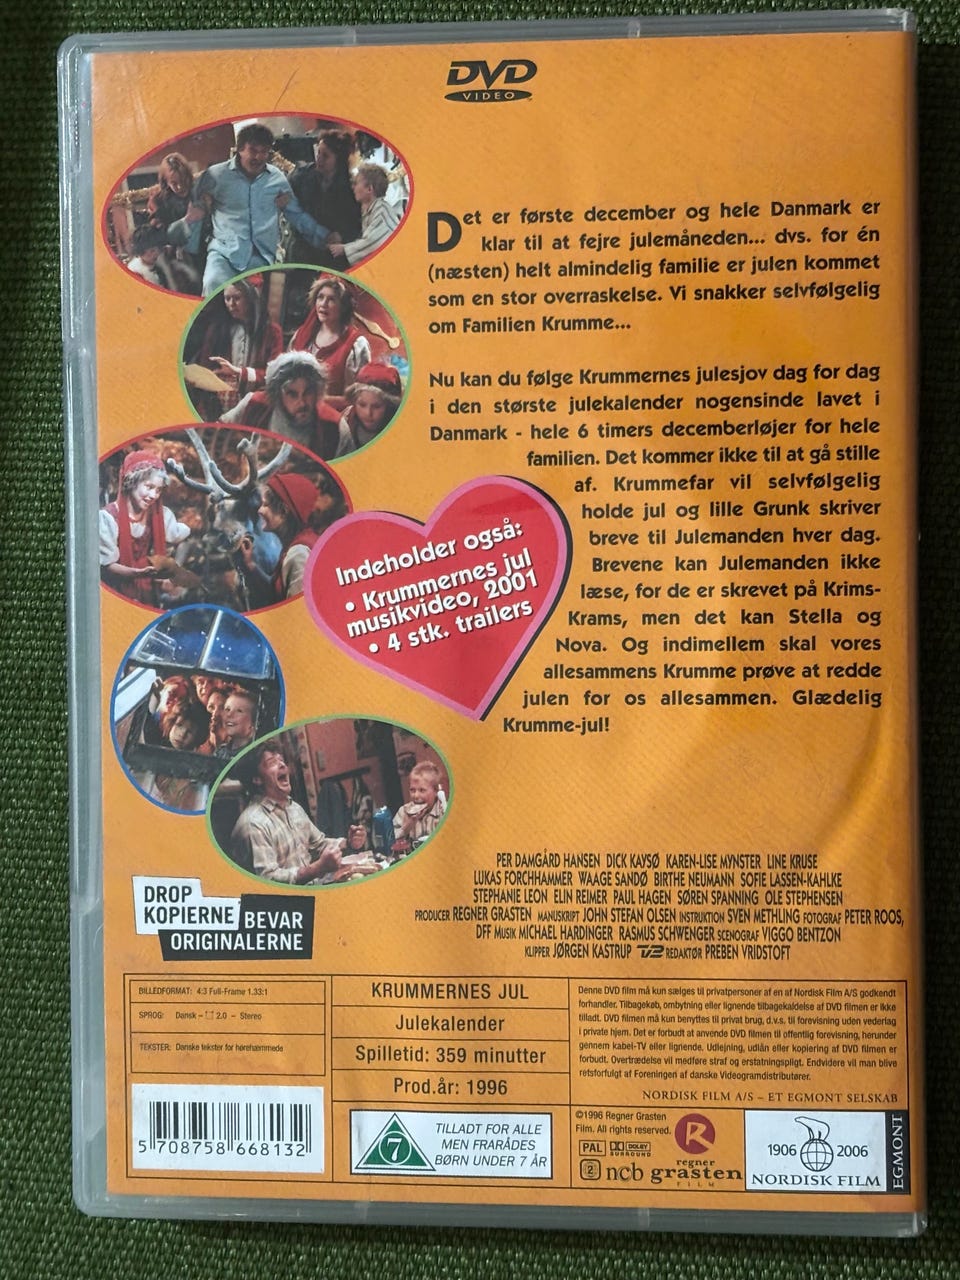 DVD
VIDEO
Det er første december og hele Danmark er
klar til at fejre julemåneden... dvs. for én
(næsten) helt almindelig familie er julen kommet
som en stor overraskelse. Vi snakker selvfølgelig
om Familien Krumme...
Nu kan du følge Krummernes julesjov dag for dag
i den største julekalender nogensinde lavet i
Danmark - hele 6 timers decemberløjer for hele
familien. Det kommer ikke til at gå stille
af. Krummefar vil selvfølgelig
holde jul og lille Grunk skriver
breve til Julemanden hver dag.
Brevene kan Julemanden ikke
læse, for de er skrevet på Krims-
Krams, men det kan Stella og
Nova. Og indimellem skal vores
allesammens Krumme prøve at redde
julen for os allesammen. Glædelig
Krumme-jul!
Indeholder også:
• Krummernes jul
musikvideo, 2001
• 4 stk. trailers
PER DAMGÅRD HANSEN DICK KAYSØ KAREN-LISE MYNSTER LINE KRUSE
LUKAS FORCHHAMMER WAAGE SANDØ BIRTHE NEUMANN SOFIE LASSEN-KAHLKE
STEPHANIE LEON ELIN REIMER PAUL HAGEN SØREN SPANNING OLE STEPHENSEN
PRODUCER REGNER GRASTEN MANUSKRIPT JOHN STEFAN OLSEN INSTRUKTION SVEN METHLING FOTOGRAF PETER ROOS,
DFF MUSIK MICHAEL HARDINGER RASMUS SCHWENGER SCENOGRAF VIGGO BENTZON
KLIPPER JØRGEN KASTRUP TV2 REDAKTØR PREBEN VRIDSTOFT
DROP
KOPIERNE
BEVAR
ORIGINALERNE
BILLEDFORMAT: 4:3 Full-Frame 1.33:1
SPROG: Dansk – 2.0 – Stereo
TEKSTER: Danske tekster for hørehæmmede
KRUMMERNES JUL
Julekalender
Spilletid: 359 minutter
Prod.år: 1996
Denne DVD film må kun sælges til privatpersoner af en af Nordisk Film A/S godkendt
forhandler. Tilbagekøb, ombytning eller lignende tilbagekaldelse af DVD filmen er ikke
tilladt. DVD filmen må kun benyttes til privat brug, d.v.s. til forevisning uden vederlag
i private hjem. Det er forbudt at anvende DVD filmen til offentlig forevisning, herunder
gennem kabel-TV eller lignende. Udlejning, udlån eller kopiering af DVD filmen er
forbudt. Overtrædelse vil medføre straf og erstatningspligt. Endvidere vil man blive
retsforfulgt af Foreningen af danske Videogramdistributører.
NORDISK FILM A/S – ET EGMONT SELSKAB
5 708758 668132
7
TILLADT FOR ALLE
MEN FRARÅDES
BØRN UNDER 7 ÅR
©1996 Regner Grasten
Film. All rights reserved.
PAL
DOLBY
SURROUND
2
ncb
R
regner
grasten
FILM
1906 2006
NORDISK FILM
EGMONT